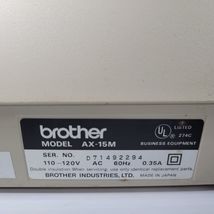 brother
MODEL AX-15M
UL LISTED
274C
BUSINESS EQUIPMENT
SER. NO. D71492294
110-120V AC 60Hz 0.35A
Double insulation When servicing use only identical replacement parts.
BROTHER INDUSTRIES, LTD. MADE IN JAPAN